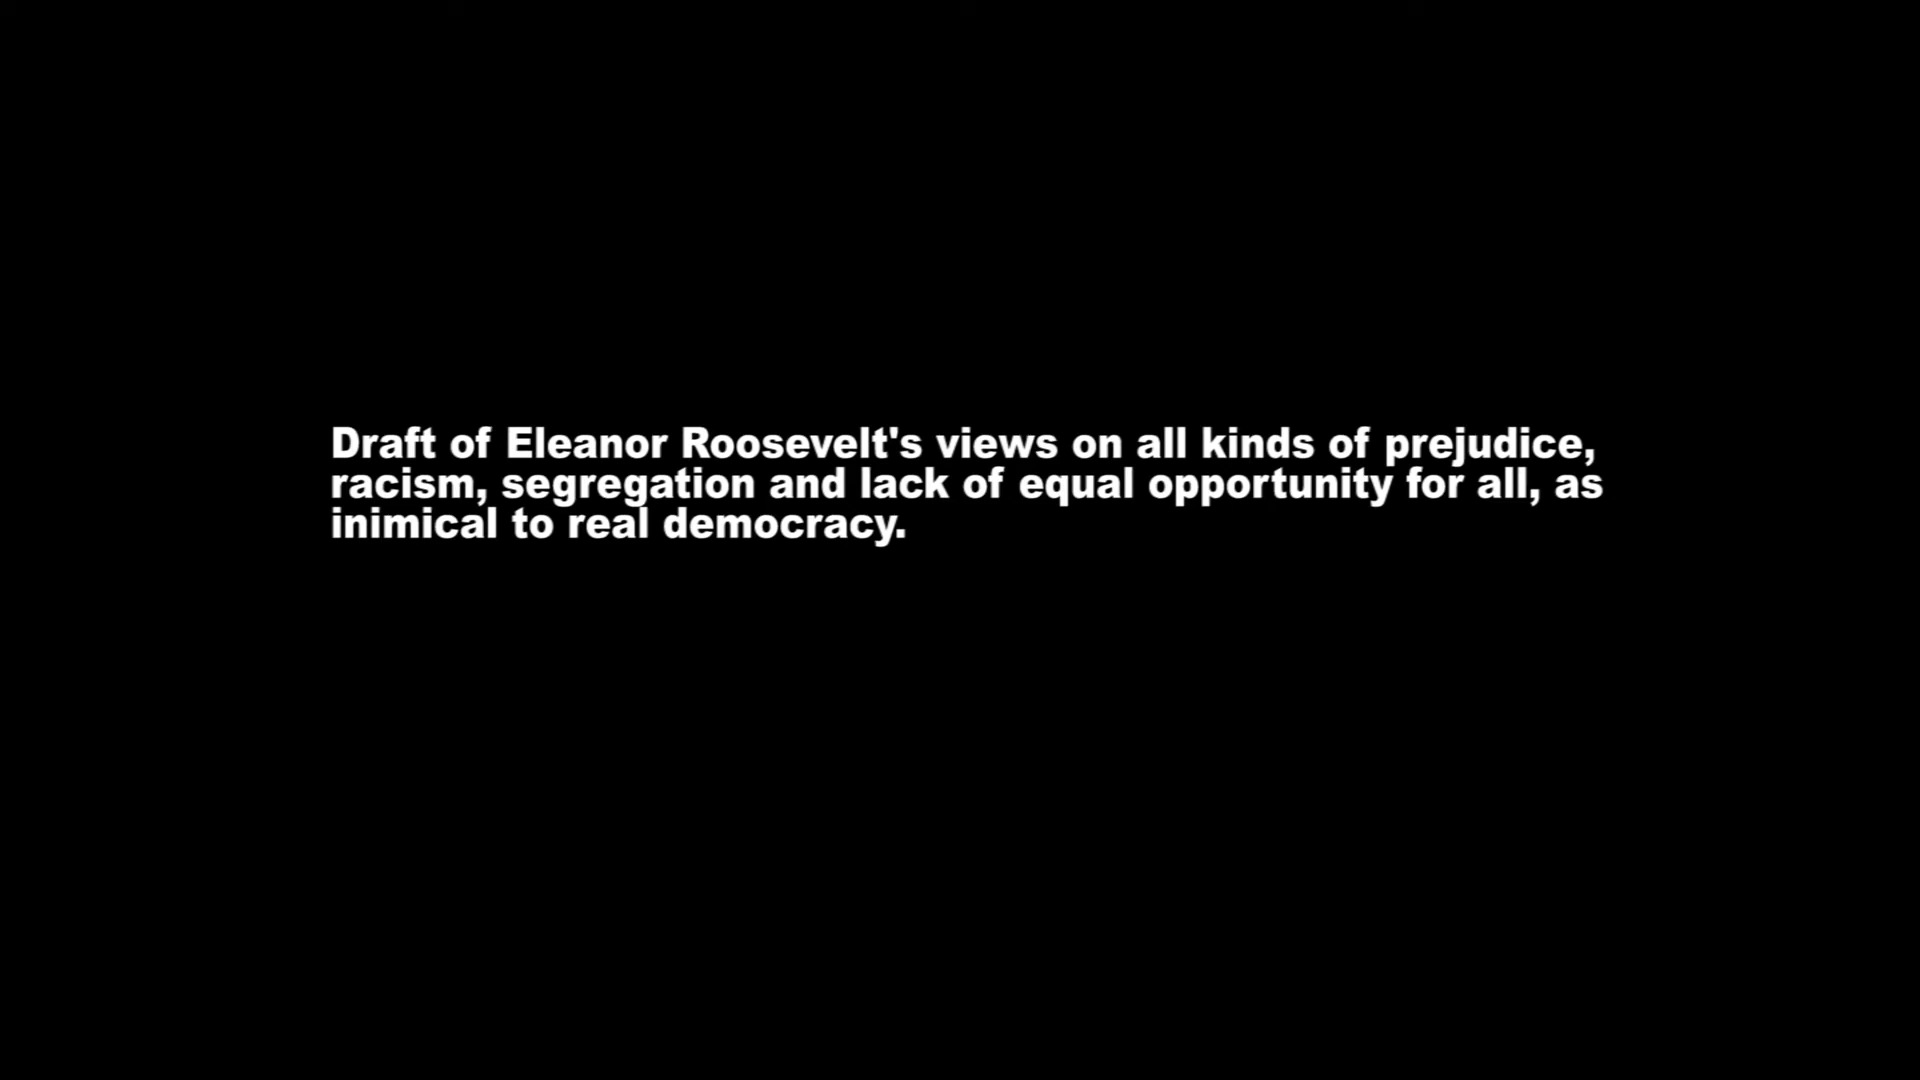 Draft of Eleanor Roosevelt's views on all kinds of prejudice,
racism, segregation and lack of equal opportunity for all, as
inimical to real democracy.